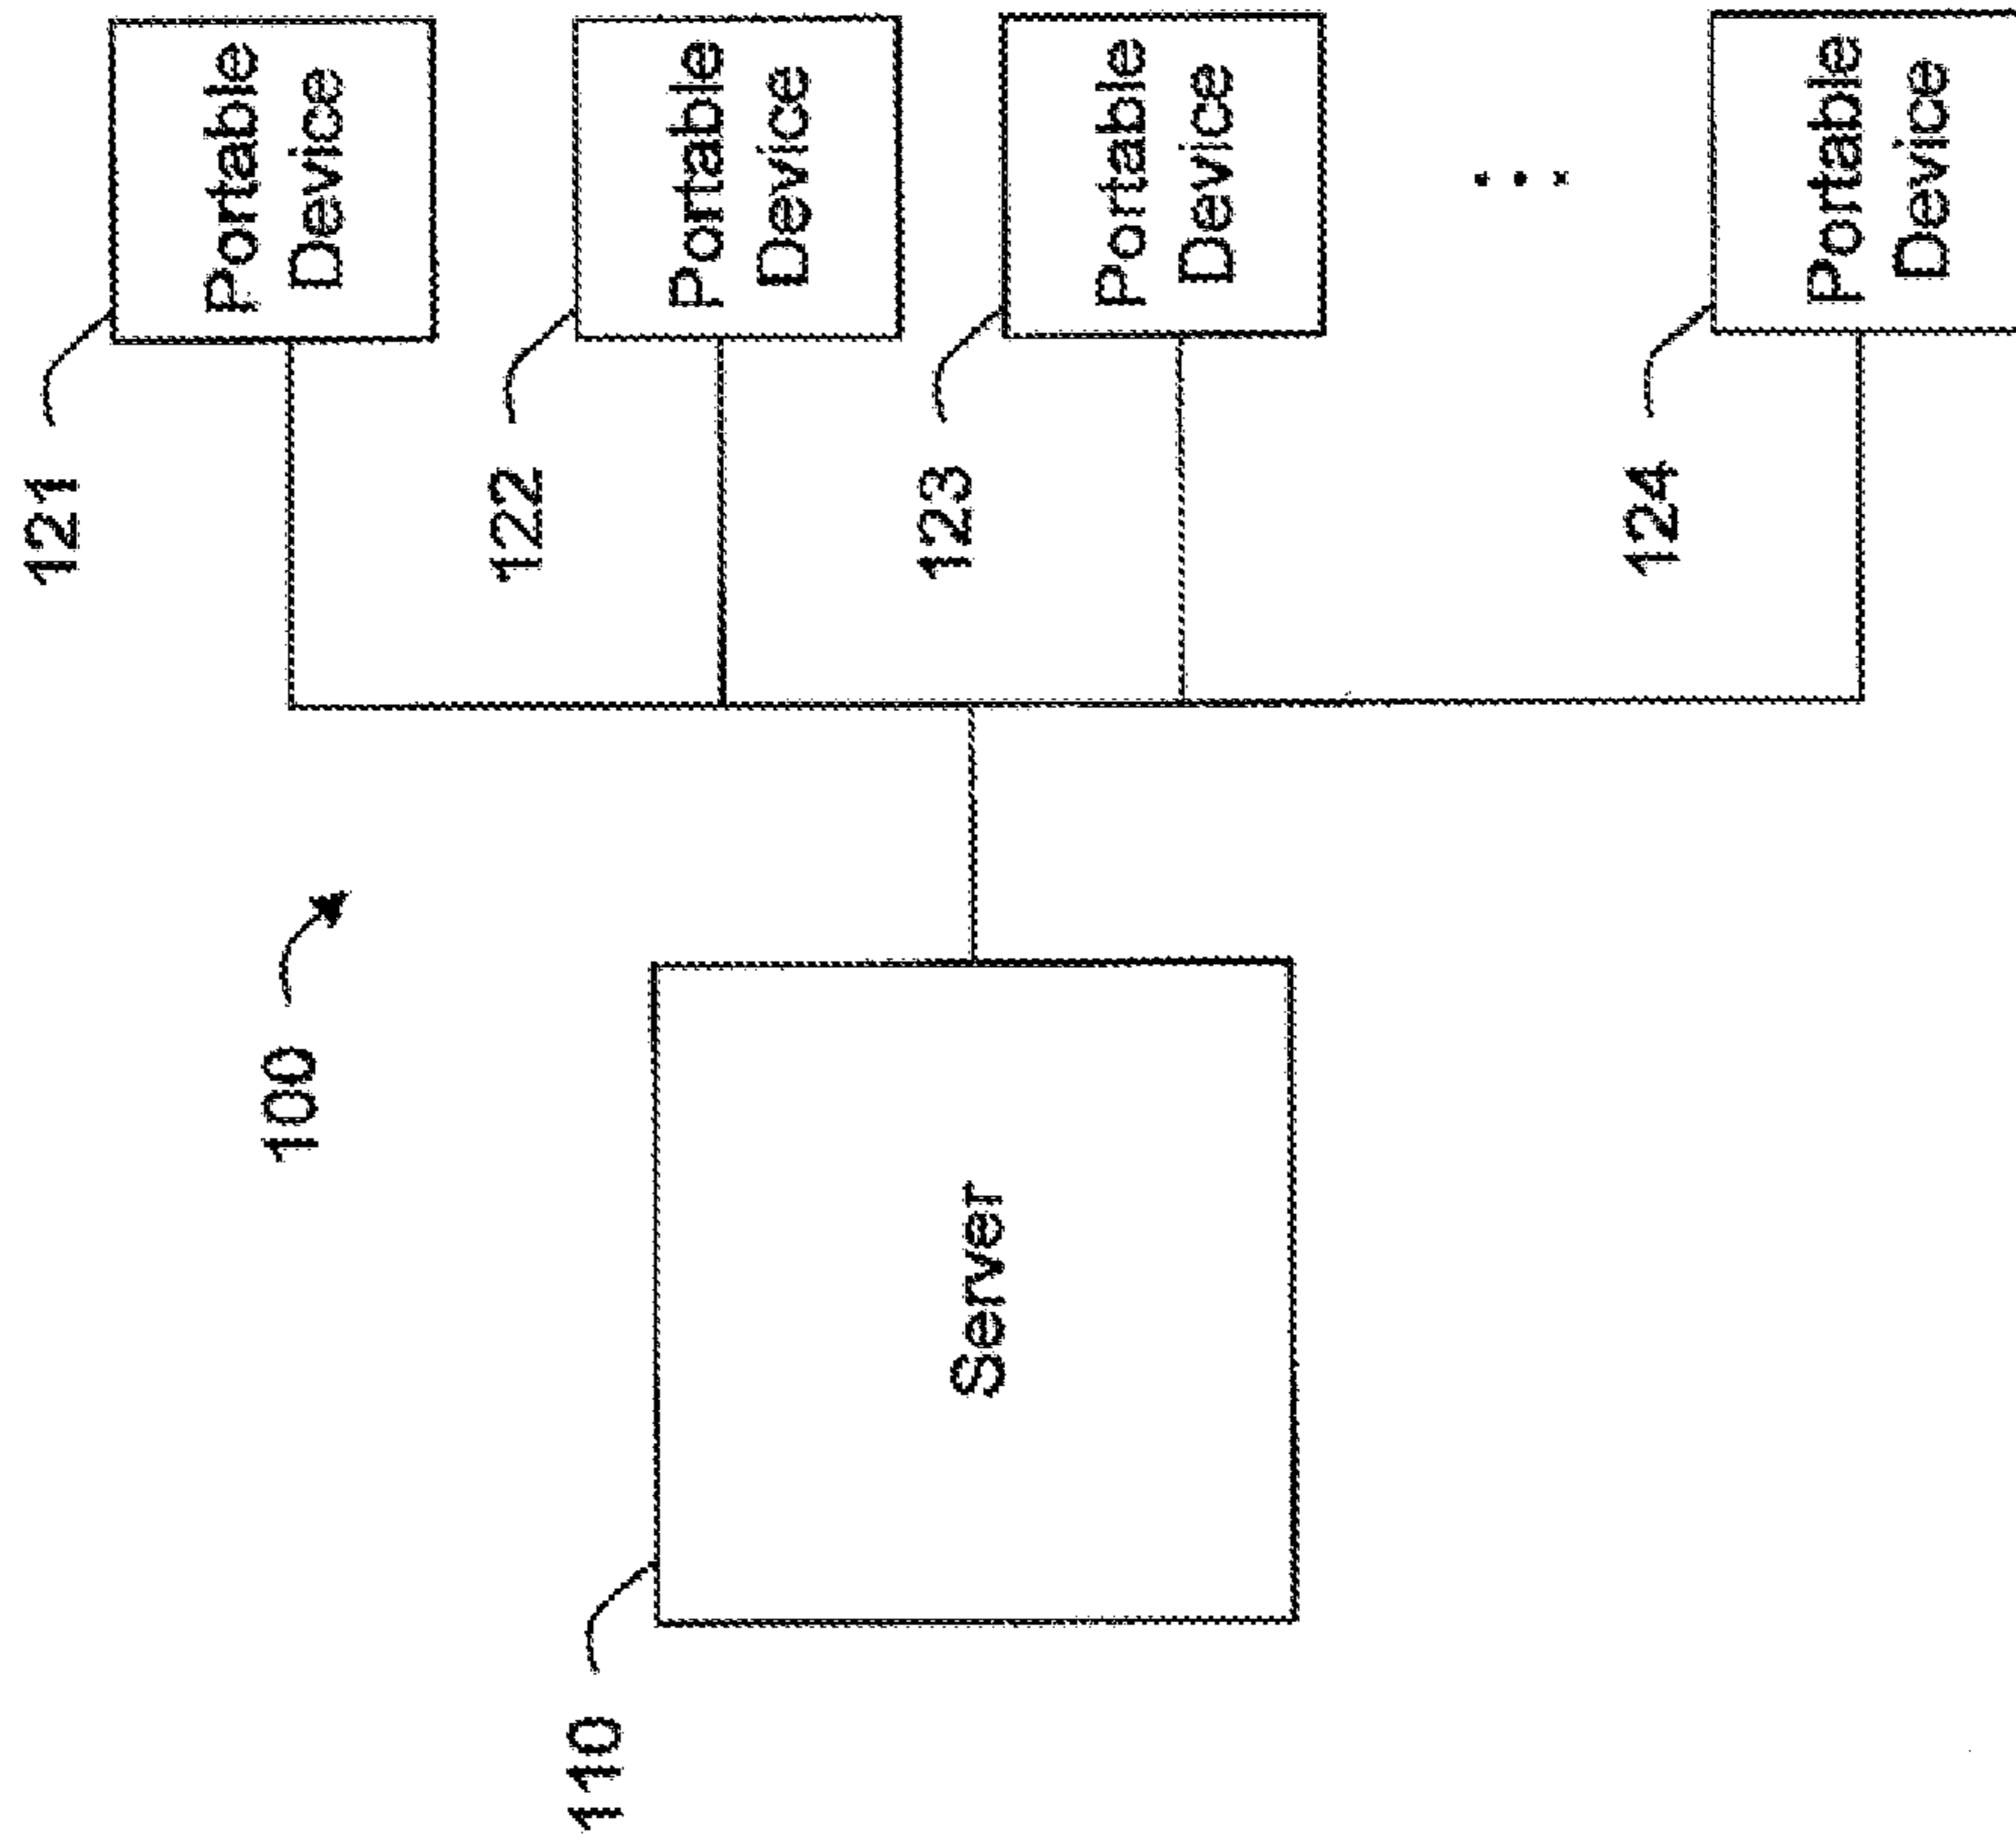 100
110
Server
121
Portable
Device
122
Portable
Device
123
Portable
Device
...
124
Portable
Device